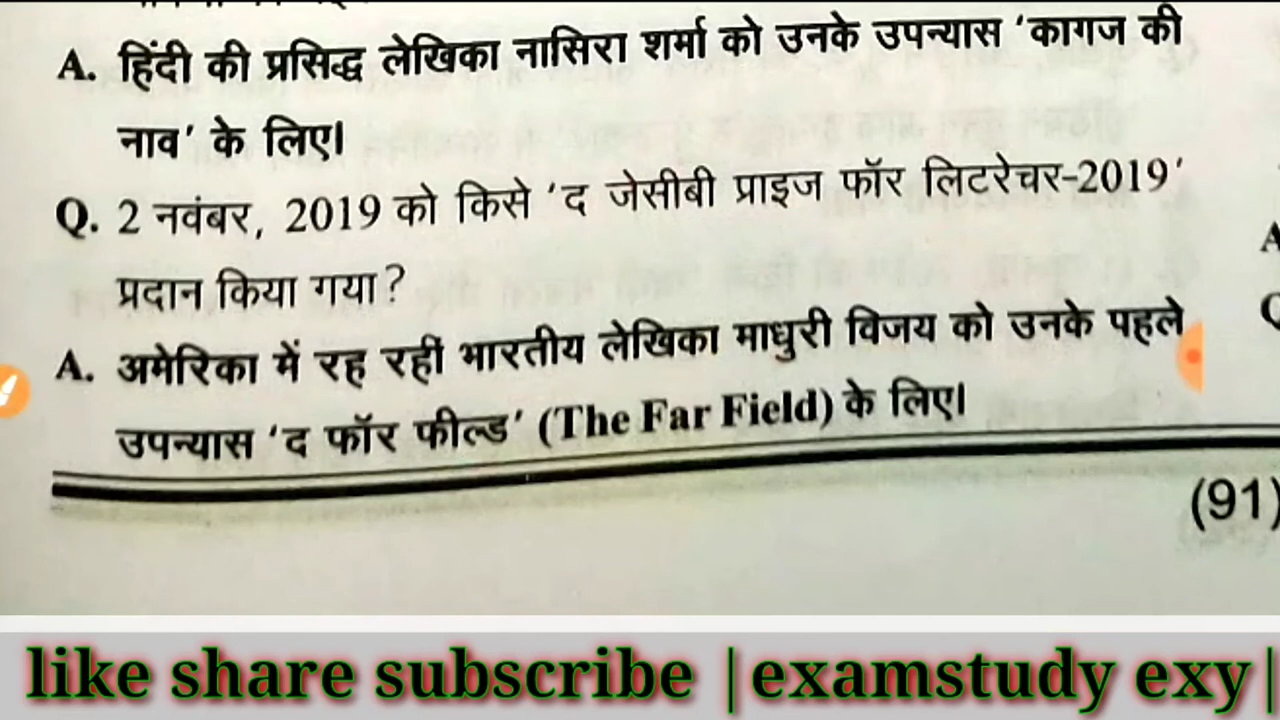 A. हिंदी की प्रसिद्ध लेखिका नासिरा शर्मा को उनके उपन्यास ‘कागज की
नाव’ के लिए।
Q. 2 नवंबर, 2019 को किसे ‘द जेसीबी प्राइज फॉर लिटरेचर-2019’
प्रदान किया गया?
A. अमेरिका में रह रहीं भारतीय लेखिका माधुरी विजय को उनके पहले
उपन्यास ‘द फॉर फील्ड’ (The Far Field) के लिए।
(91)
like share subscribe |examstudy exy|